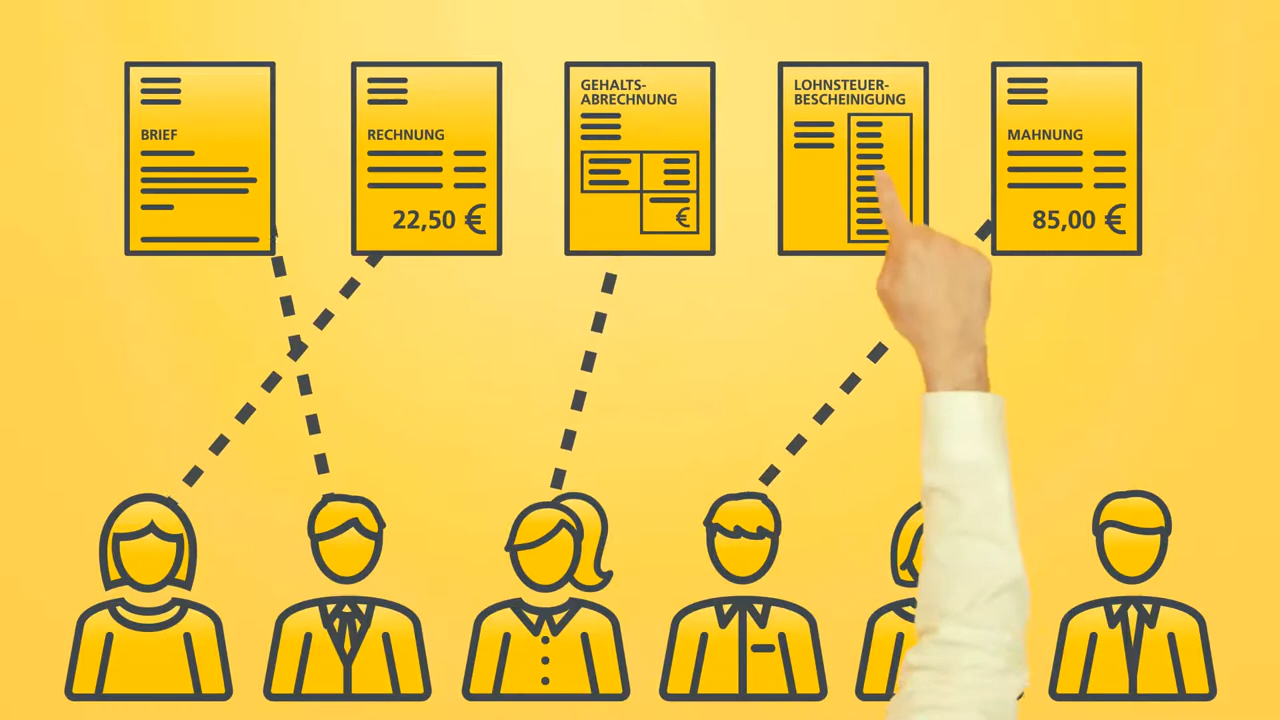 BRIEF
RECHNUNG
22,50 €
GEHALTS-
ABRECHNUNG
€
LOHNSTEUER-
BESCHEINIGUNG
MAHNUNG
85,00 €